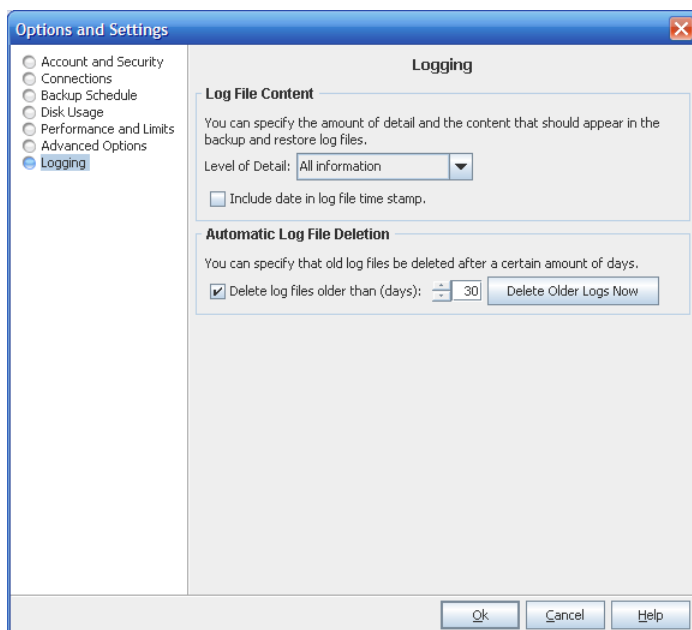 Options and Settings
Account and Security
Connections
Backup Schedule
Disk Usage
Performance and Limits
Advanced Options
Logging
Logging
Log File Content
You can specify the amount of detail and the content that should appear in the
backup and restore log files.
Level of Detail: All information
Include date in log file time stamp.
Automatic Log File Deletion
You can specify that old log files be deleted after a certain amount of days.
Delete log files older than (days): 30 Delete Older Logs Now
Ok Cancel Help